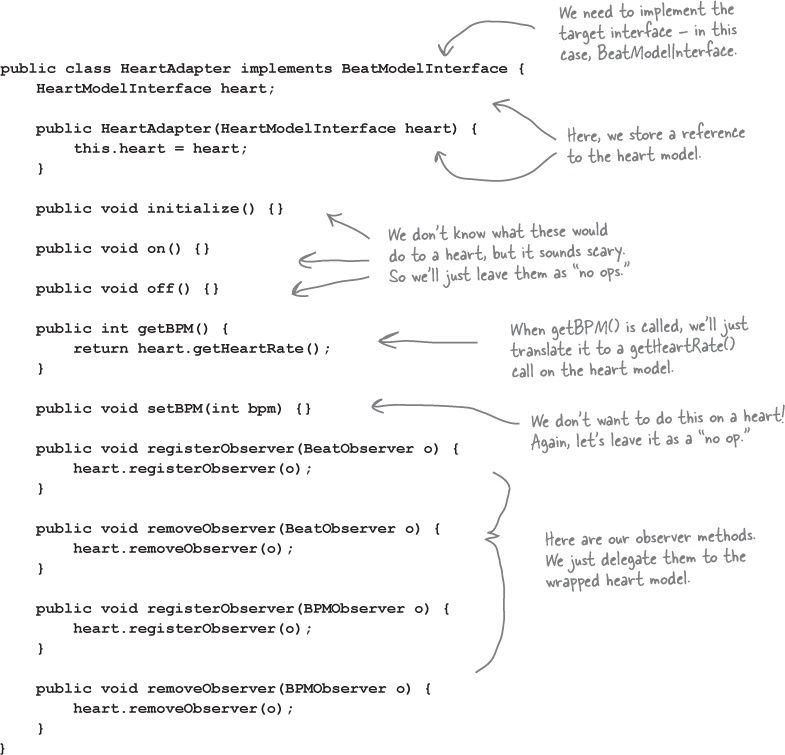 We need to implement the
target interface – in this
case, BeatModelInterface.
public class HeartAdapter implements BeatModelInterface {
HeartModelInterface heart;
public HeartAdapter(HeartModelInterface heart) {
this.heart = heart;
}
Here, we store a reference
to the heart model.
public void initialize() {}
public void on() {}
public void off() {}
We don't know what these would
do to a heart, but it sounds scary.
So we'll just leave them as "no ops."
public int getBPM() {
return heart.getHeartRate();
}
When getBPM() is called, we'll just
translate it to a getHeartRate()
call on the heart model.
public void setBPM(int bpm) {}
We don't want to do this on a heart!
Again, let's leave it as a "no op."
public void registerObserver(BeatObserver o) {
heart.registerObserver(o);
}
public void removeObserver(BeatObserver o) {
heart.removeObserver(o);
}
public void registerObserver(BPMObserver o) {
heart.registerObserver(o);
}
public void removeObserver(BPMObserver o) {
heart.removeObserver(o);
}
}
Here are our observer methods.
We just delegate them to the
wrapped heart model.